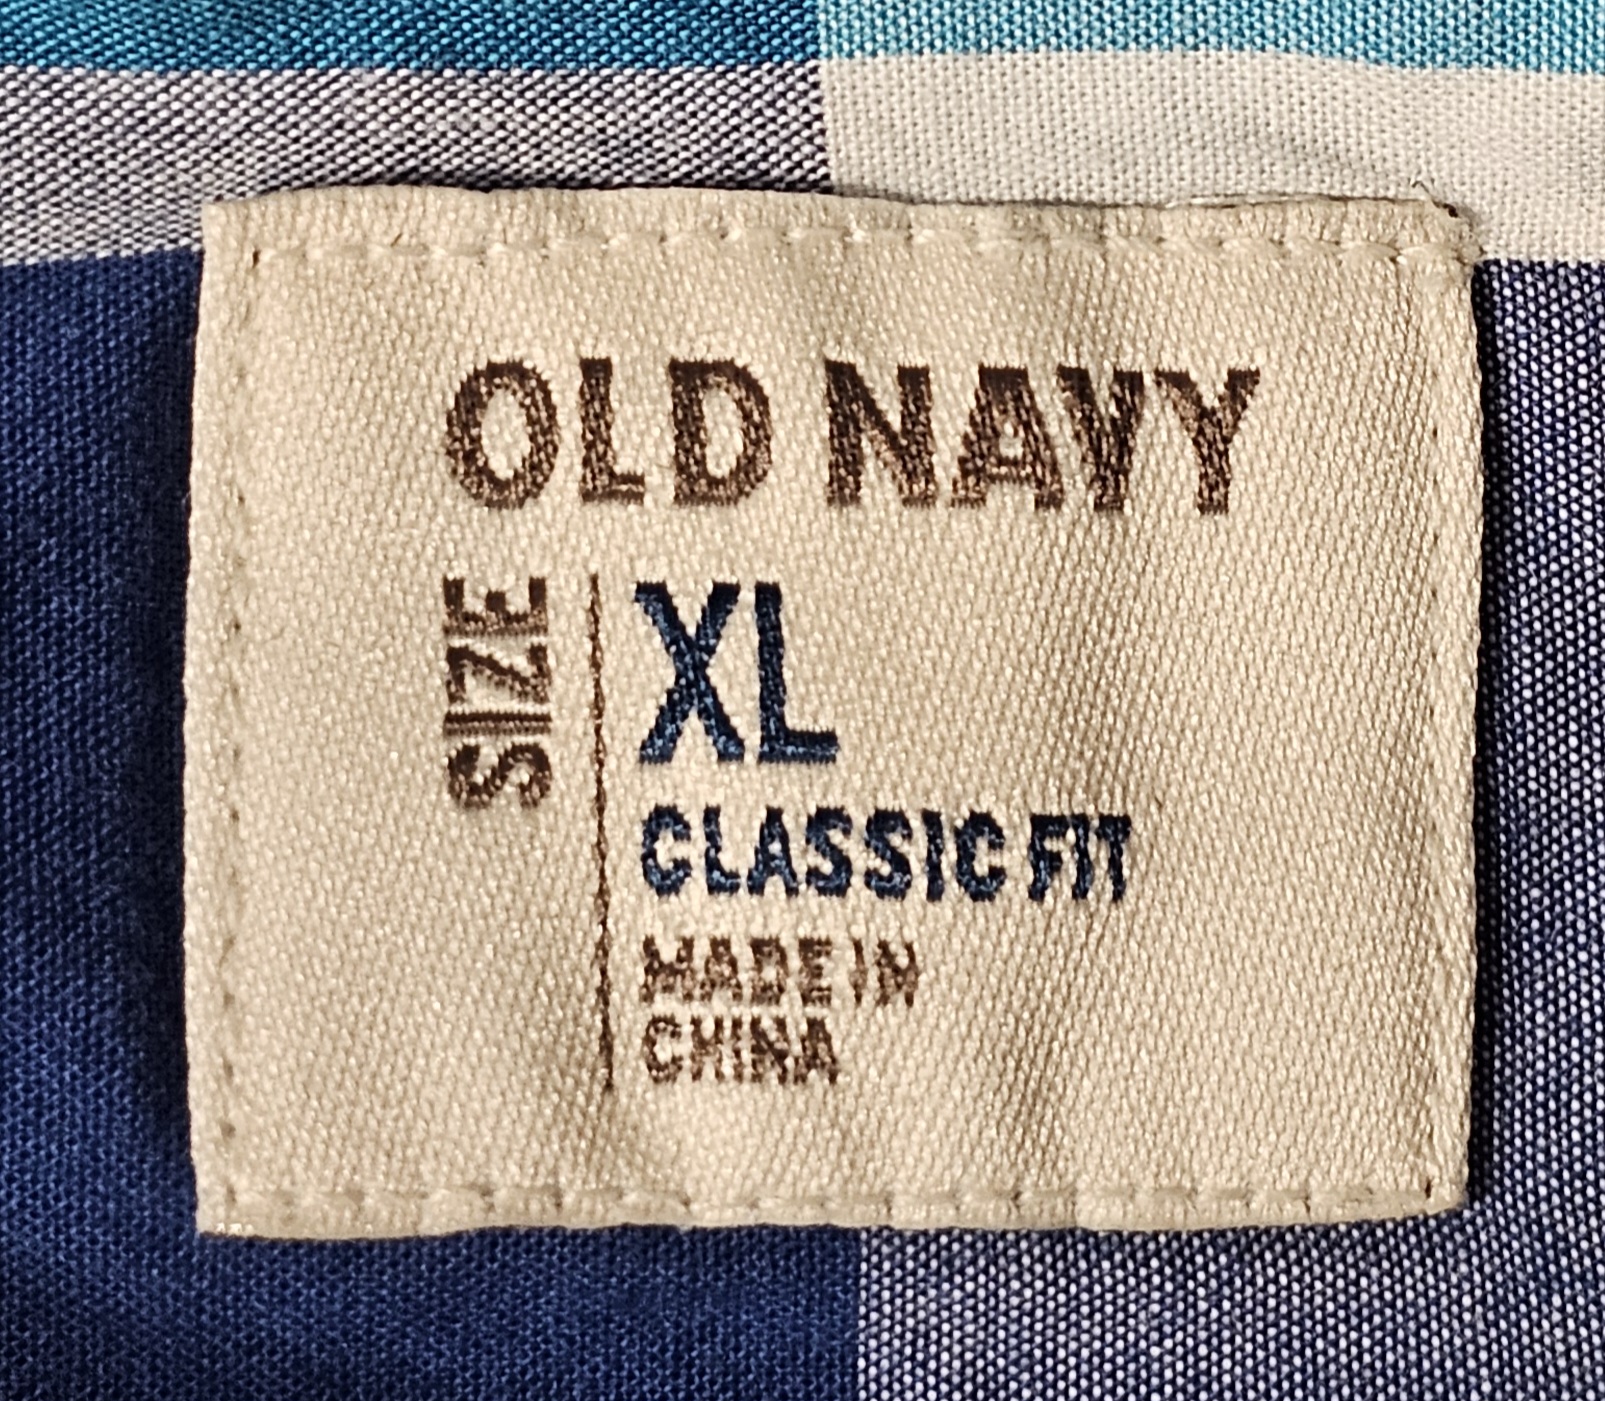 OLD NAVY
SIZE
XL
CLASSIC FIT
MADE IN
CHINA